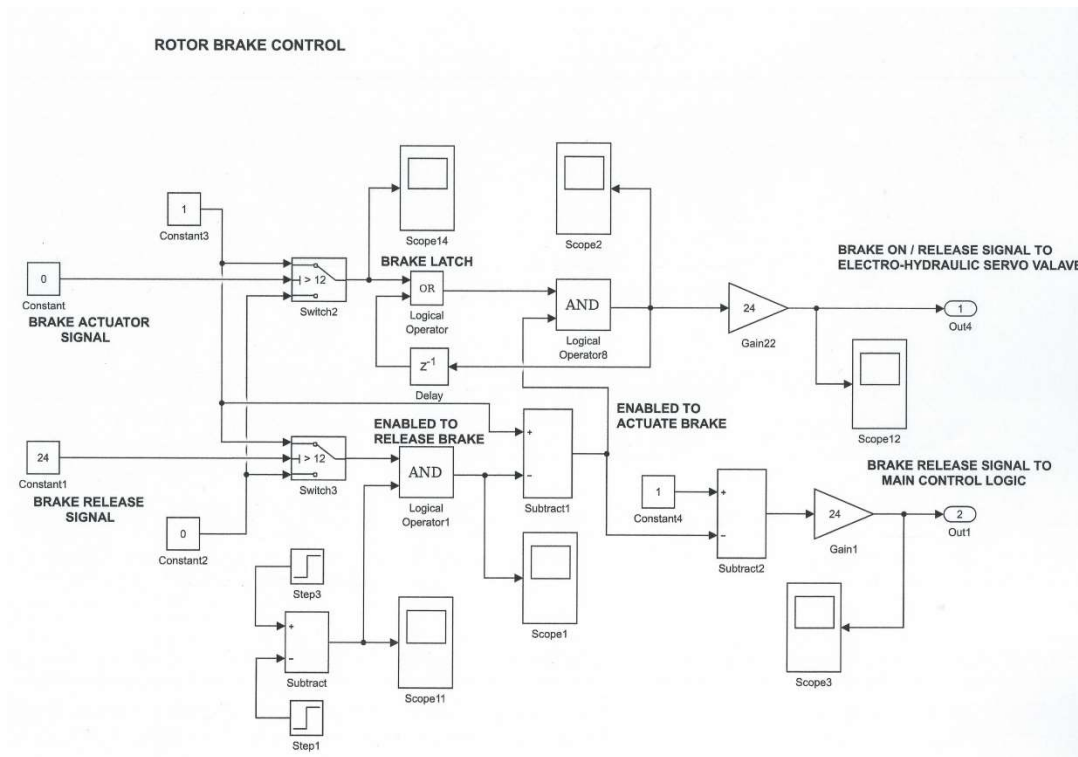 ROTOR BRAKE CONTROL
1
Constant3
Scope14
Scope2
BRAKE ON / RELEASE SIGNAL TO
ELECTRO-HYDRAULIC SERVO VALAVE
0
Constant
BRAKE ACTUATOR
SIGNAL
> 12
Switch2
BRAKE LATCH
OR
Logical
Operator
AND
Logical
Operator8
24
Gain22
1
Out4
z-1
Delay
Scope12
24
Constant1
BRAKE RELEASE
SIGNAL
> 12
Switch3
ENABLED TO
RELEASE BRAKE
AND
Logical
Operator1
+
−
Subtract1
ENABLED TO
ACTUATE BRAKE
BRAKE RELEASE SIGNAL TO
MAIN CONTROL LOGIC
1
Constant4
+
−
Subtract2
24
Gain1
2
Out1
0
Constant2
Step3
+
−
Subtract
Step1
Scope11
Scope1
Scope3